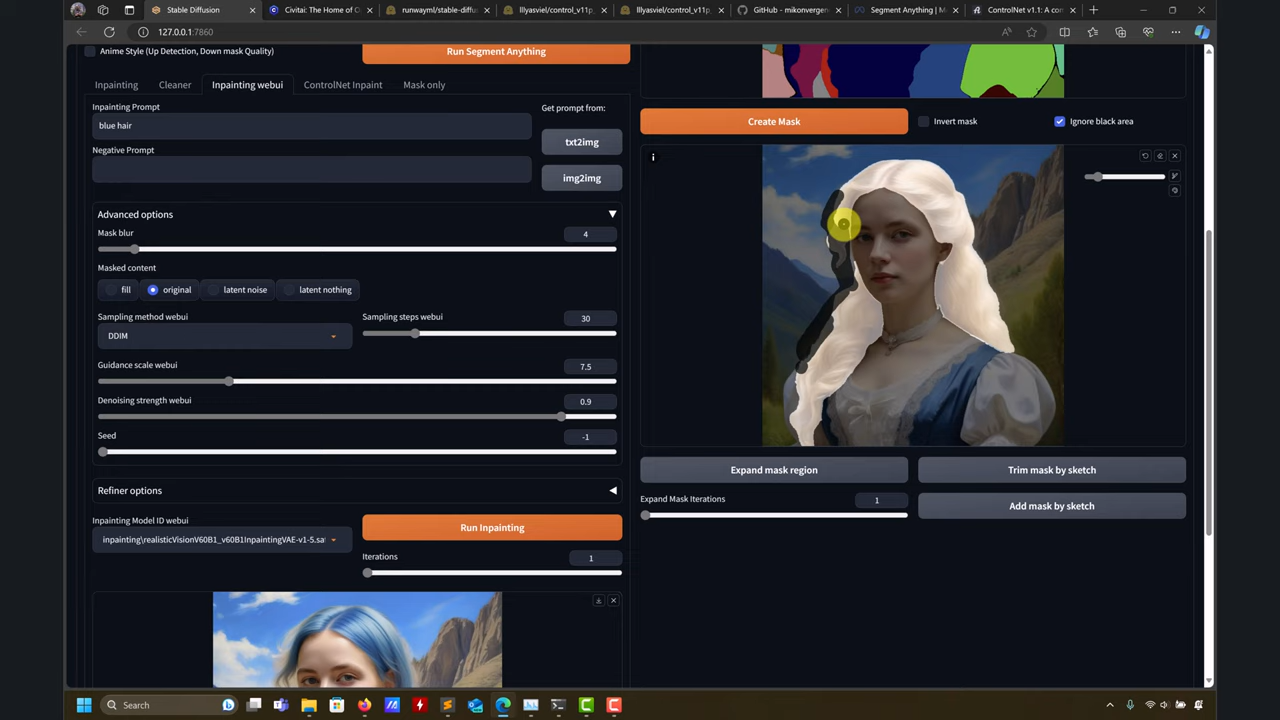 Stable Diffusion
Civitai: The Home of C
runwayml/stable-diffus
lllyasviel/control_v11p_
lllyasviel/control_v11p_
GitHub - mikonvergen
Segment Anything | M
ControlNet v1.1: A con
127.0.0.1:7860
Anime Style (Up Detection, Down mask Quality)
Run Segment Anything
Inpainting
Cleaner
Inpainting webui
ControlNet Inpaint
Mask only
Inpainting Prompt
Get prompt from:
blue hair
txt2img
Negative Prompt
img2img
Advanced options
Mask blur
4
Masked content
fill
original
latent noise
latent nothing
Sampling method webui
DDIM
Sampling steps webui
30
Guidance scale webui
7.5
Denoising strength webui
0.9
Seed
-1
Refiner options
Inpainting Model ID webui
inpainting\realisticVisionV60B1_v60B1InpaintingVAE-v1-5.sa
Run Inpainting
Iterations
1
Create Mask
Invert mask
Ignore black area
Expand mask region
Trim mask by sketch
Expand Mask Iterations
1
Add mask by sketch
Search